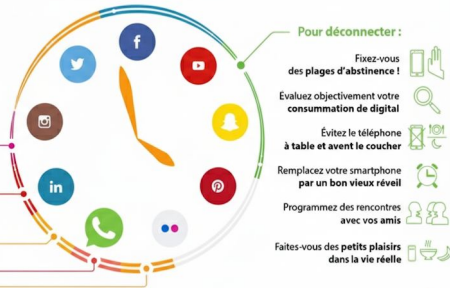 Pour déconnecter :
Fixez-vous
des plages d'abstinence !
Evaluez objectivement votre
consummation de digital
Évitez le téléphone
à table et avent le coucher
Remplacez votre smartphone
par un bon vieux réveil
Programmez des rencontres
avec vos amis
Faites-vous des petits plaisirs
dans la vie réelle